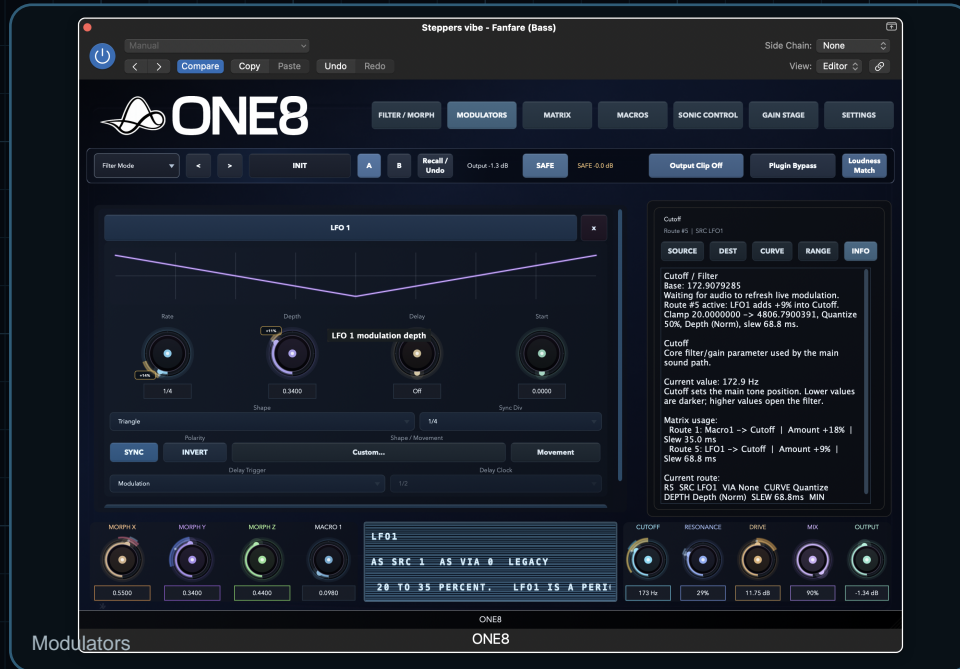 Steppers vibe - Fanfare (Bass)
Manual
Side Chain: None
< > Compare Copy Paste Undo Redo
View: Editor
ONE8
FILTER / MORPH MODULATORS MATRIX MACROS SONIC CONTROL GAIN STAGE SETTINGS
Filter Mode < > INIT A B Recall / Undo Output -1.3 dB SAFE SAFE -0.0 dB Output Clip Off Plugin Bypass Loudness Match
LFO 1 x
Rate Depth Delay Start
+14%
+11%
LFO 1 modulation depth
1/4 0.3400 Off 0.0000
Shape Sync Div
Triangle 1/4
Polarity Shape / Movement
SYNC INVERT Custom... Movement
Delay Trigger Delay Clock
Modulation 1/2
Cutoff
Route #5 | SRC LFO1
SOURCE DEST CURVE RANGE INFO
Cutoff / Filter
Base: 172.9079285
Waiting for audio to refresh live modulation.
Route #5 active: LFO1 adds +9% into Cutoff.
Clamp 20.0000000 -> 4806.7900391, Quantize
50%, Depth (Norm), slew 68.8 ms.
Cutoff
Core filter/gain parameter used by the main
sound path.
Current value: 172.9 Hz
Cutoff sets the main tone position. Lower values
are darker; higher values open the filter.
Matrix usage:
Route 1: Macro1 -> Cutoff | Amount +18% |
Slew 35.0 ms
Route 5: LFO1 -> Cutoff | Amount +9% |
Slew 68.8 ms
Current route:
R5 SRC LFO1 VIA None CURVE Quantize
DEPTH Depth (Norm) SLEW 68.8ms MIN
MORPH X MORPH Y MORPH Z MACRO 1
0.5500 0.3400 0.4400 0.0980
LFO1
AS SRC 1 AS VIA 0 LEGACY
20 TO 35 PERCENT. LFO1 IS A PERI
CUTOFF RESONANCE DRIVE MIX OUTPUT
173 Hz 29% 11.75 dB 90% -1.34 dB
ONE8
ONE8
Modulators